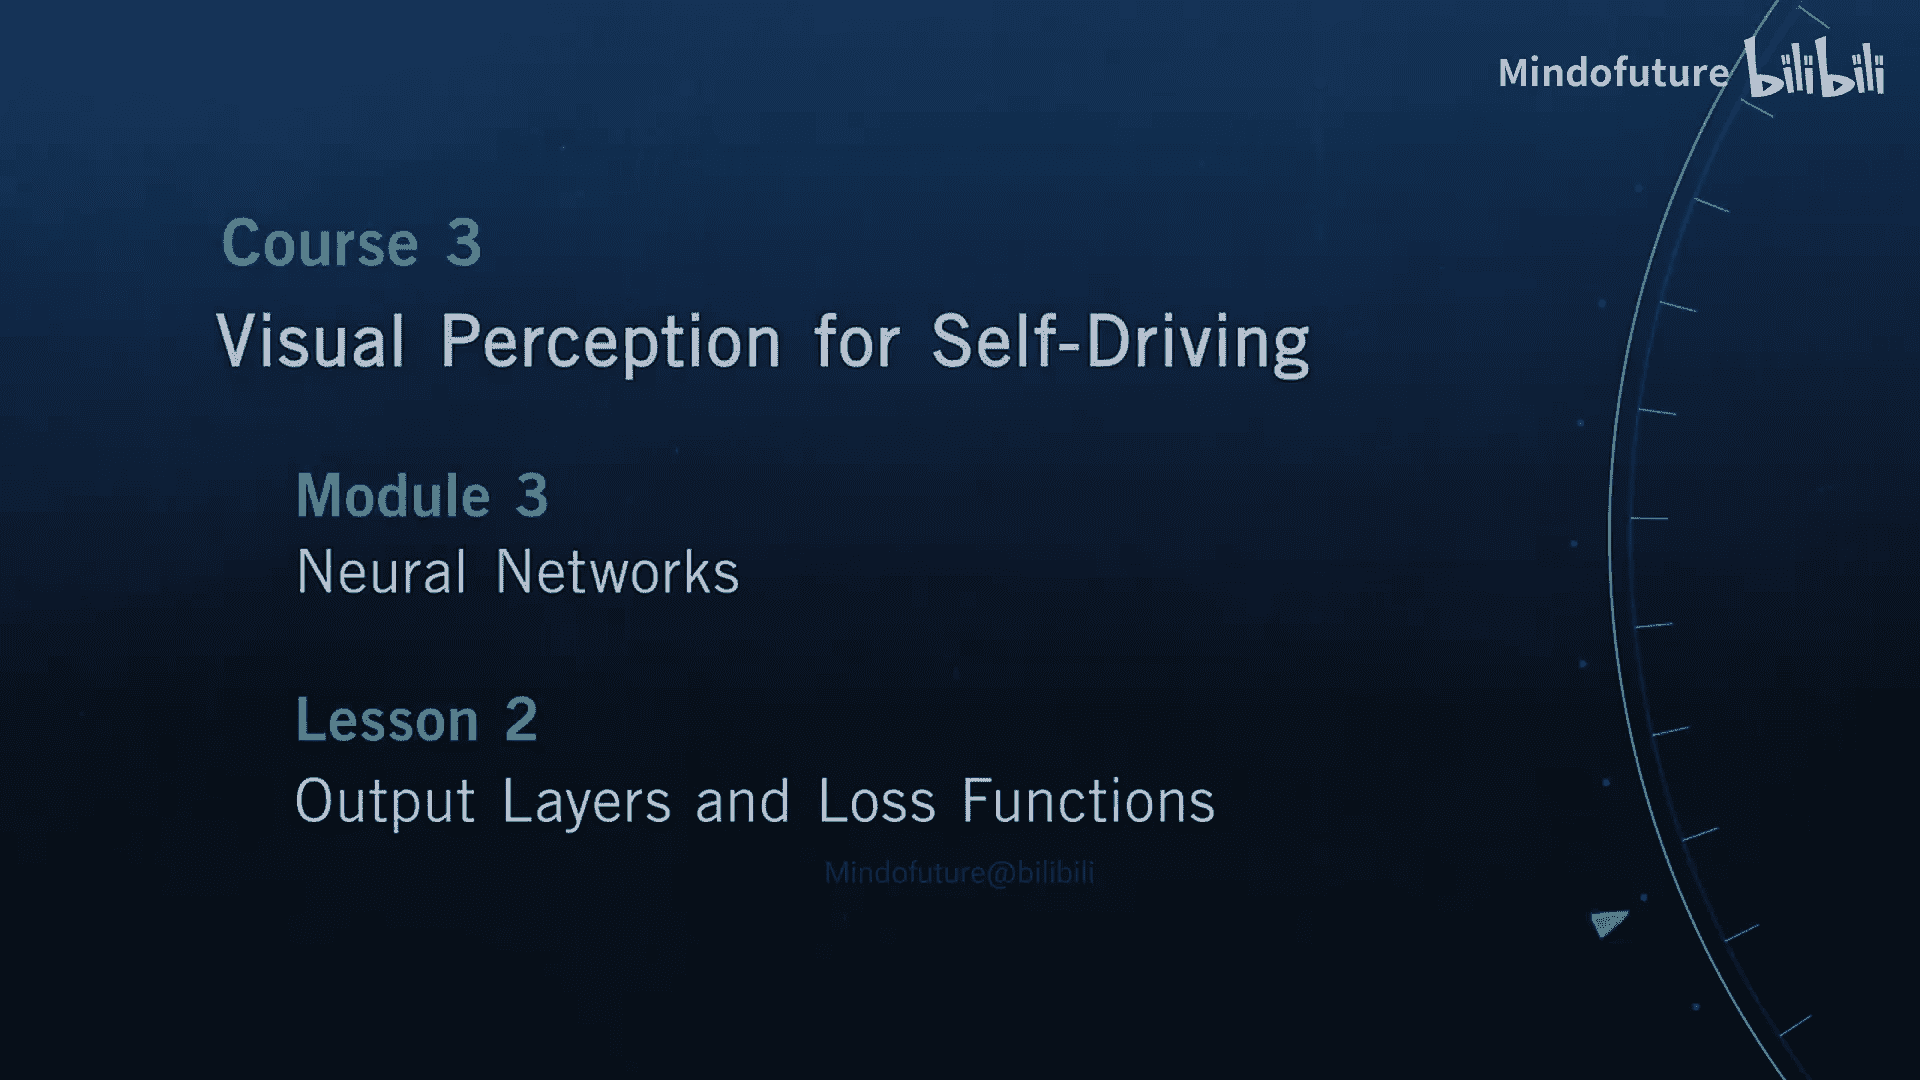 Mindofuture bilibili
Course 3
Visual Perception for Self-Driving
Module 3
Neural Networks
Lesson 2
Output Layers and Loss Functions
Mindofuture@bilibili